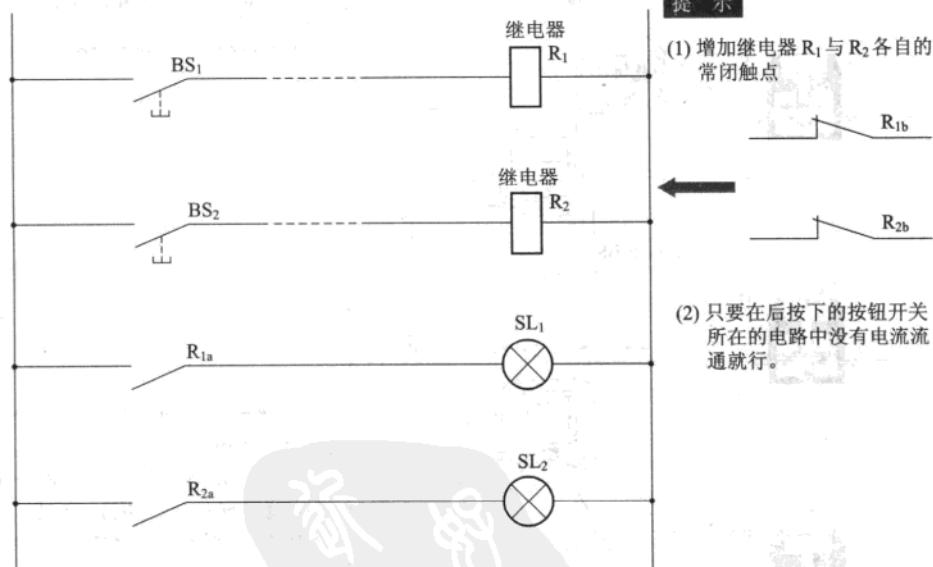 提 示
继电器
R₁
BS₁
(1) 增加继电器 R₁ 与 R₂ 各自的
常闭触点
R₁b
继电器
R₂
BS₂
R₂b
(2) 只要在后按下的按钮开关
所在的电路中没有电流流
通就行。
SL₁
R₁a
SL₂
R₂a